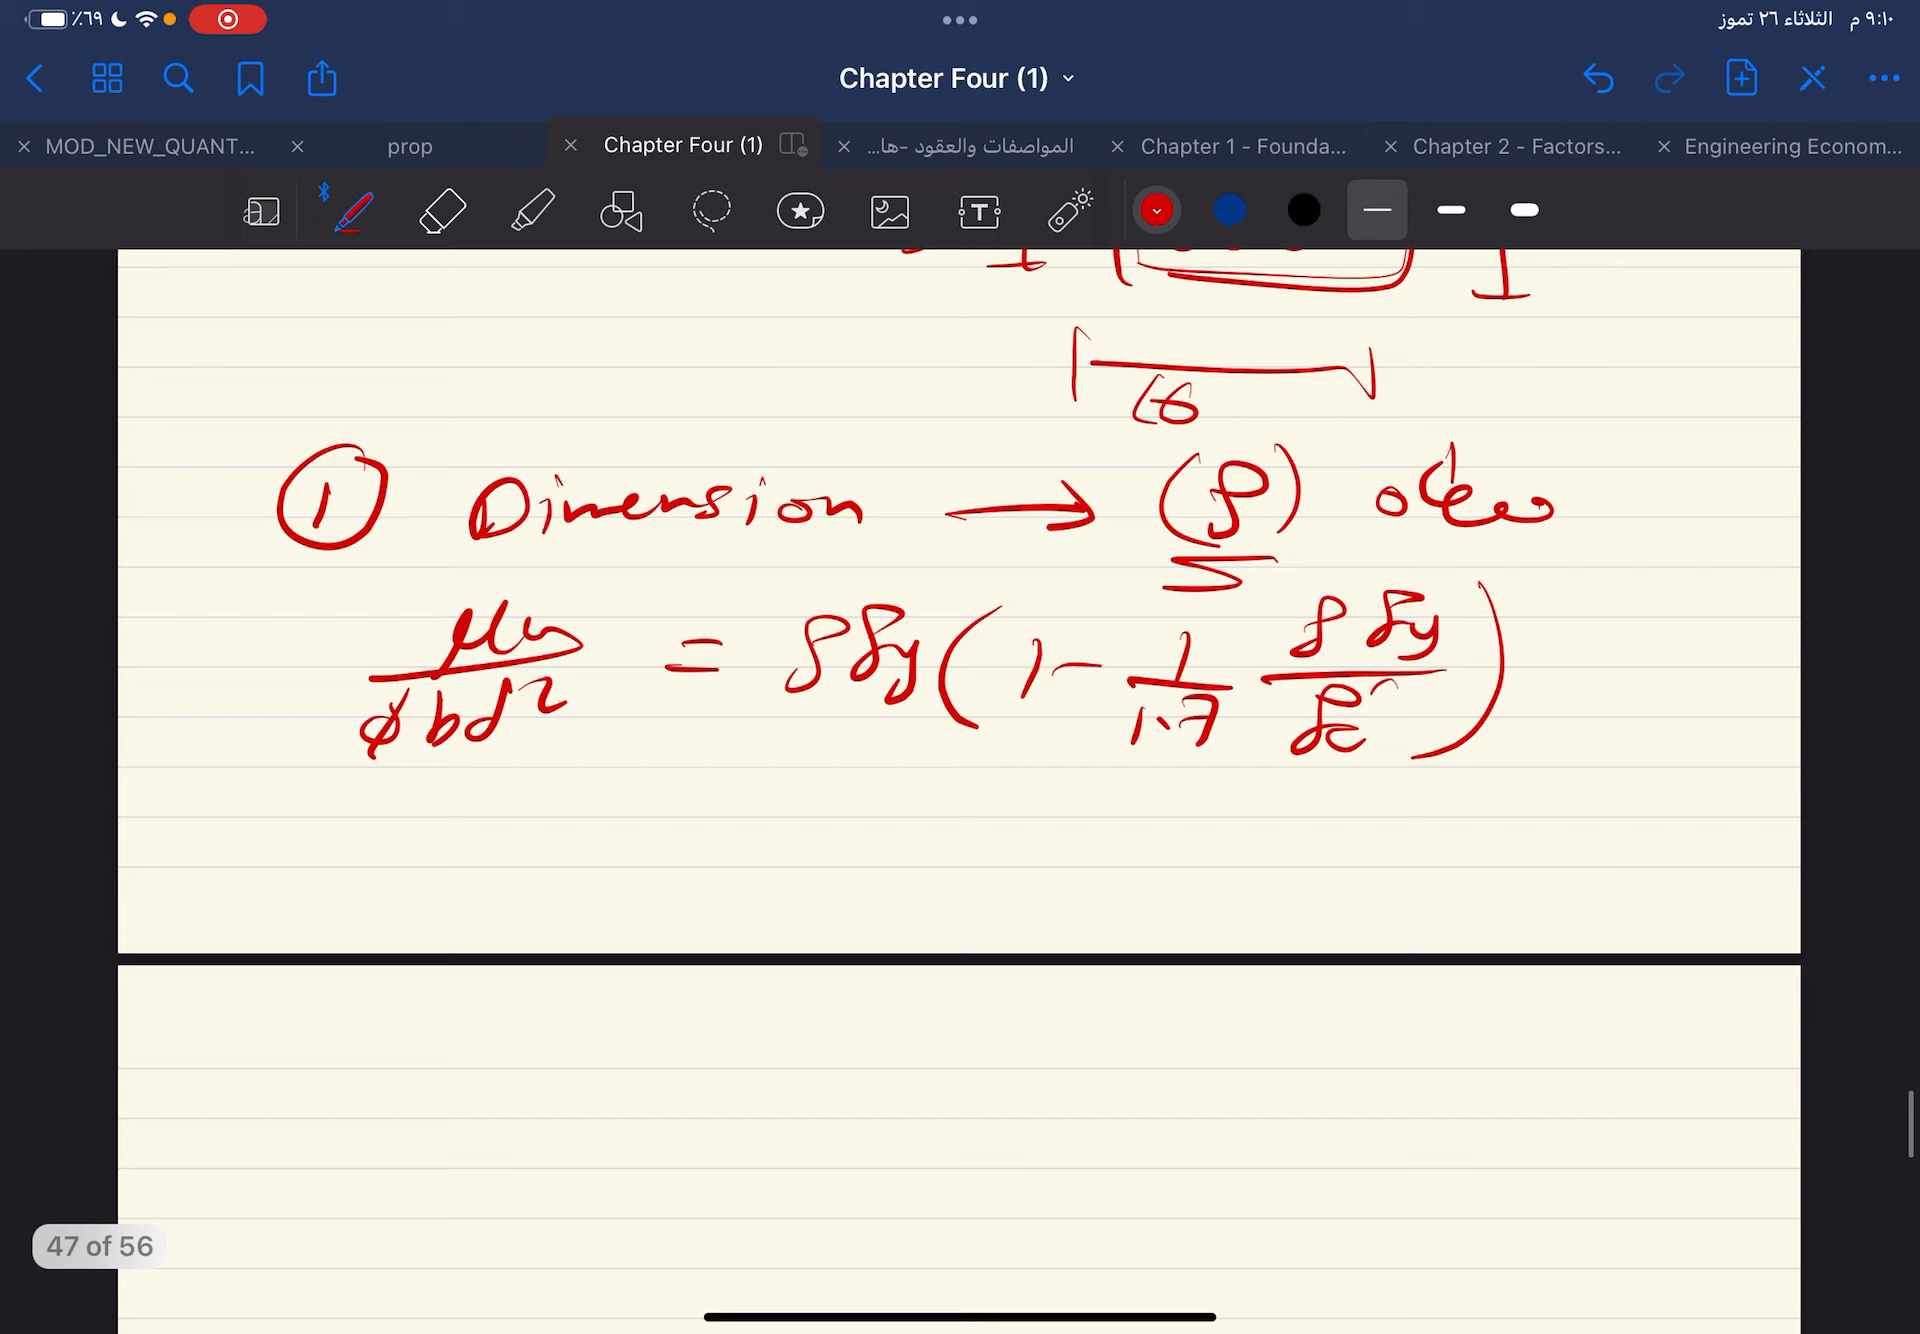 ٪٦٩
٩:١٠ م الثلاثاء ٢٦ تموز
Chapter Four (1)
MOD_NEW_QUANT...
prop
Chapter Four (1)
المواصفات والعقود -ها...
Chapter 1 - Founda...
Chapter 2 - Factors...
Engineering Econom...
16
① Dimension → (ρ)
Mu / φbd² = ρfy(1 - 1/1.7 ρfy/fc')
47 of 56